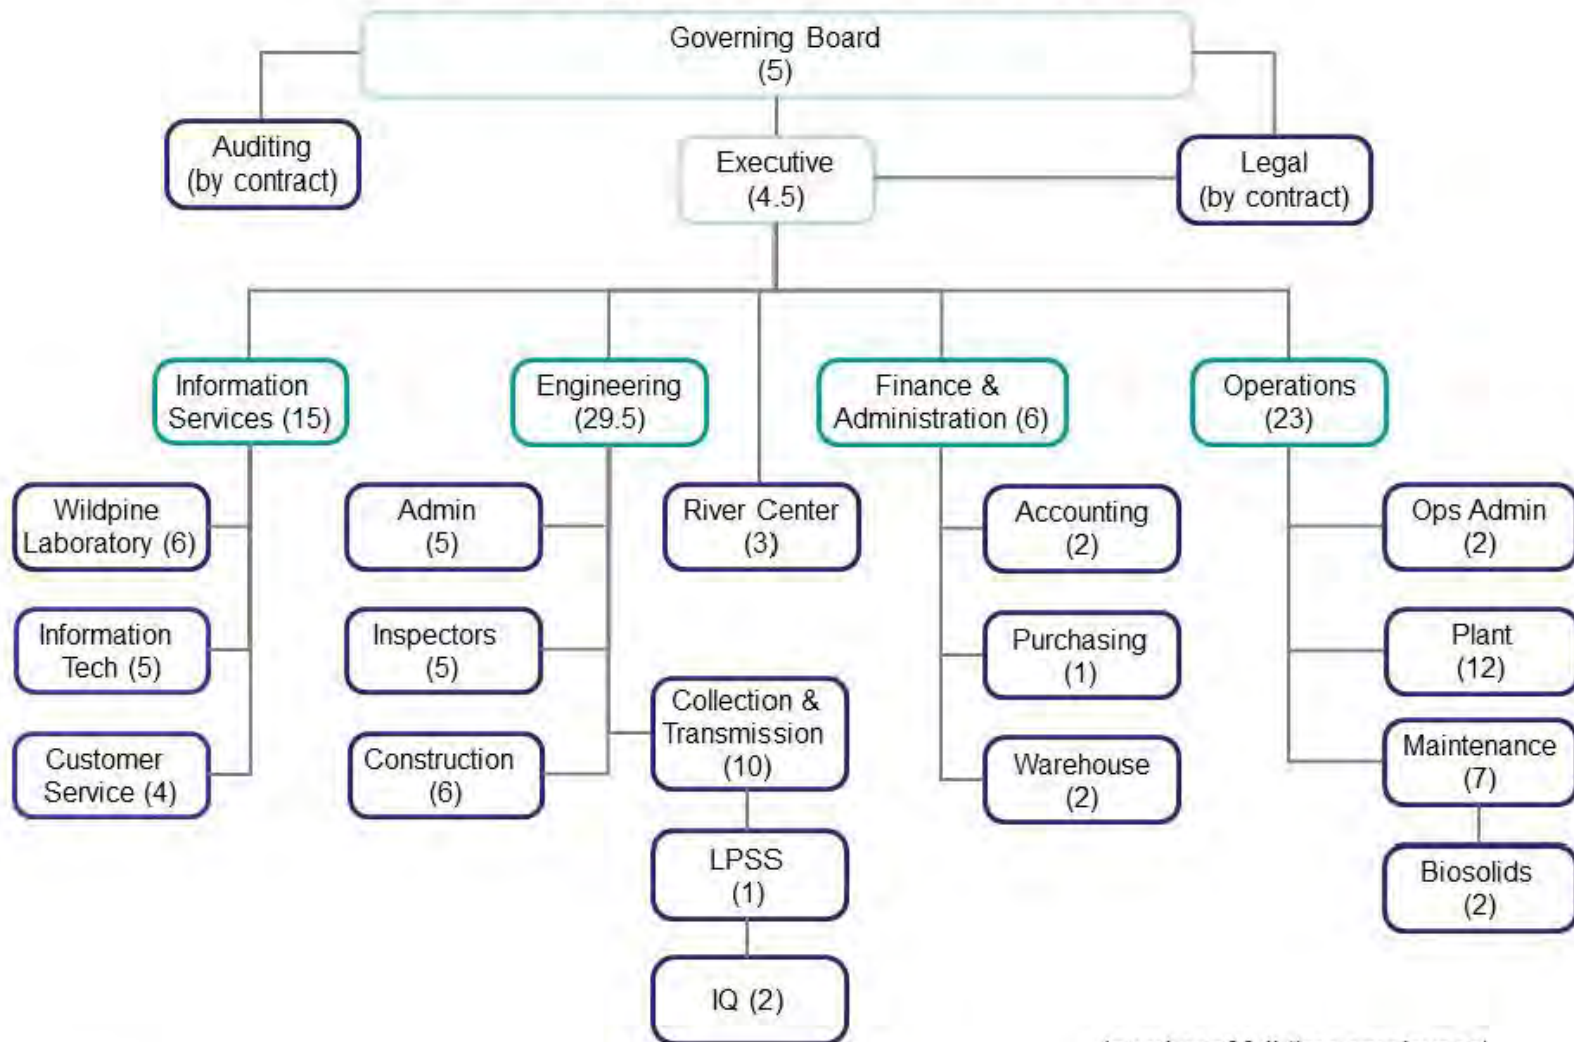 Governing Board
(5)
Auditing
(by contract)
Executive
(4.5)
Legal
(by contract)
Information
Services (15)
Engineering
(29.5)
Finance &
Administration (6)
Operations
(23)
Wildpine
Laboratory (6)
Admin
(5)
River Center
(3)
Accounting
(2)
Ops Admin
(2)
Information
Tech (5)
Inspectors
(5)
Purchasing
(1)
Plant
(12)
Collection &
Transmission
(10)
Customer
Service (4)
Construction
(6)
Warehouse
(2)
Maintenance
(7)
LPSS
(1)
Biosolids
(2)
IQ (2)